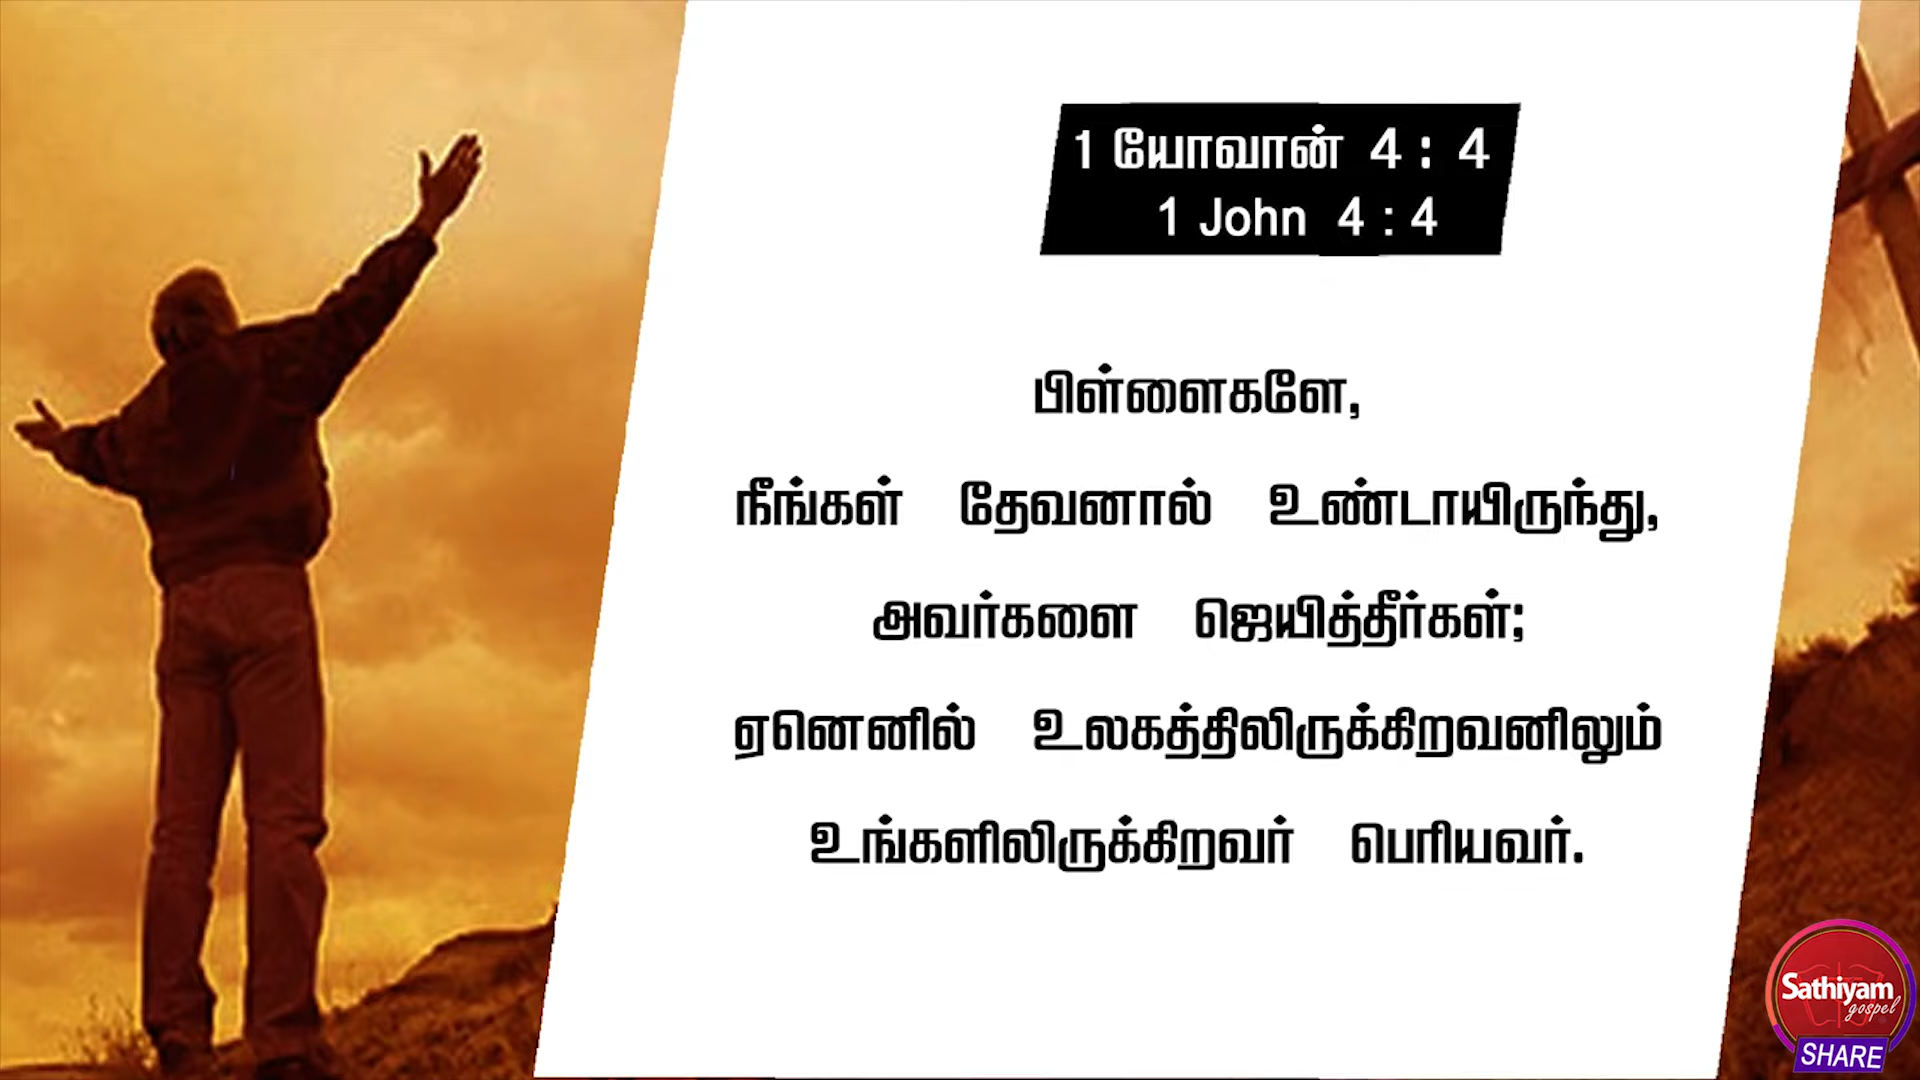 1 யோவான் 4 : 4
1 John 4 : 4
பிள்ளைகளே,
நீங்கள் தேவனால் உண்டாயிருந்து,
அவர்களை ஜெயித்தீர்கள்;
ஏனெனில் உலகத்திலிருக்கிறவனிலும்
உங்களிலிருக்கிறவர் பெரியவர்.
Sathiyam
gospel
SHARE